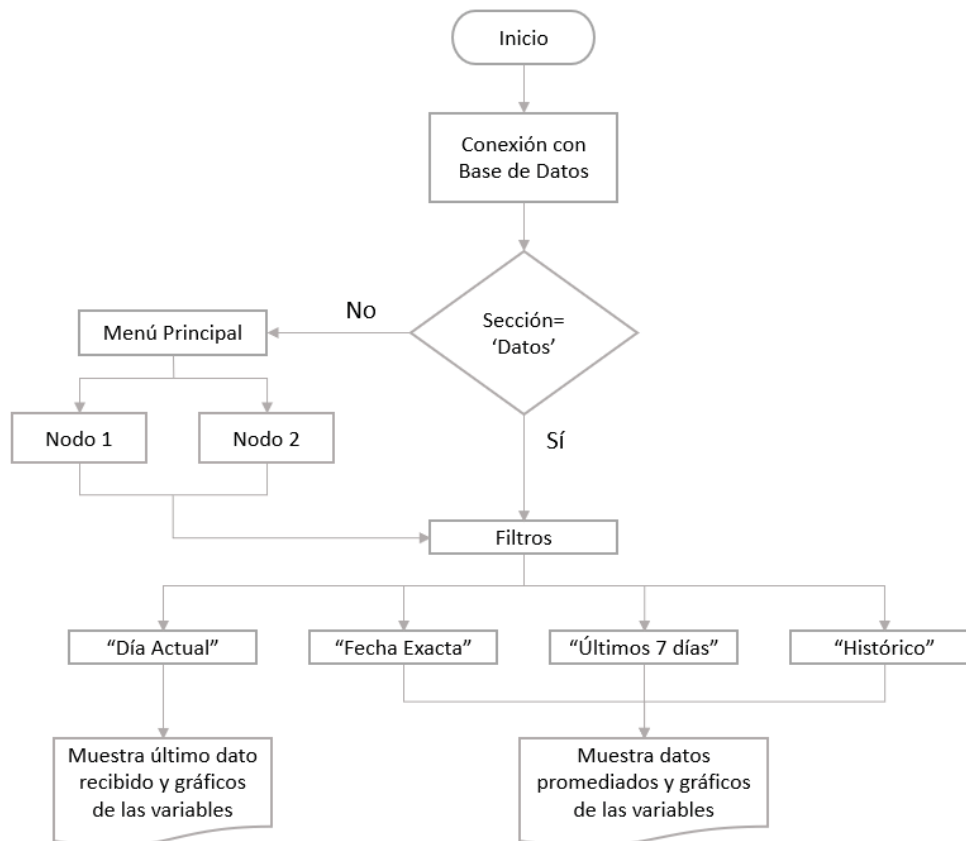 Inicio
Conexión con
Base de Datos
No
Sección=
‘Datos’
Menú Principal
Nodo 1
Nodo 2
Sí
Filtros
“Día Actual”
“Fecha Exacta”
“Últimos 7 días”
“Histórico”
Muestra último dato
recibido y gráficos
de las variables
Muestra datos
promediados y gráficos
de las variables